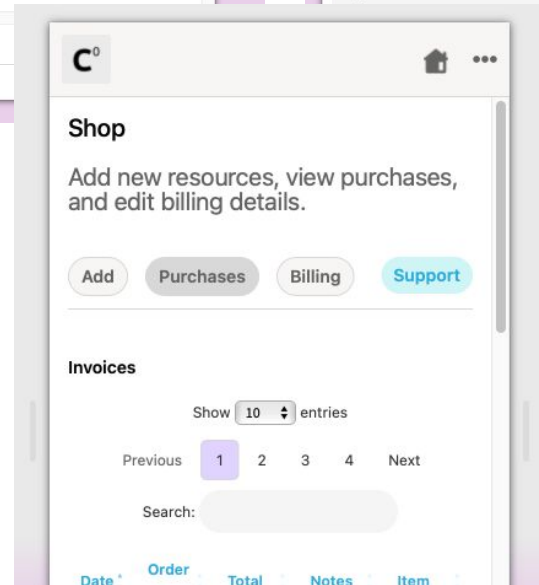 C⁰
Shop
Add new resources, view purchases,
and edit billing details.
Add Purchases Billing Support
Invoices
Show 10 entries
Previous 1 2 3 4 Next
Search:
Date Order Total Notes Item